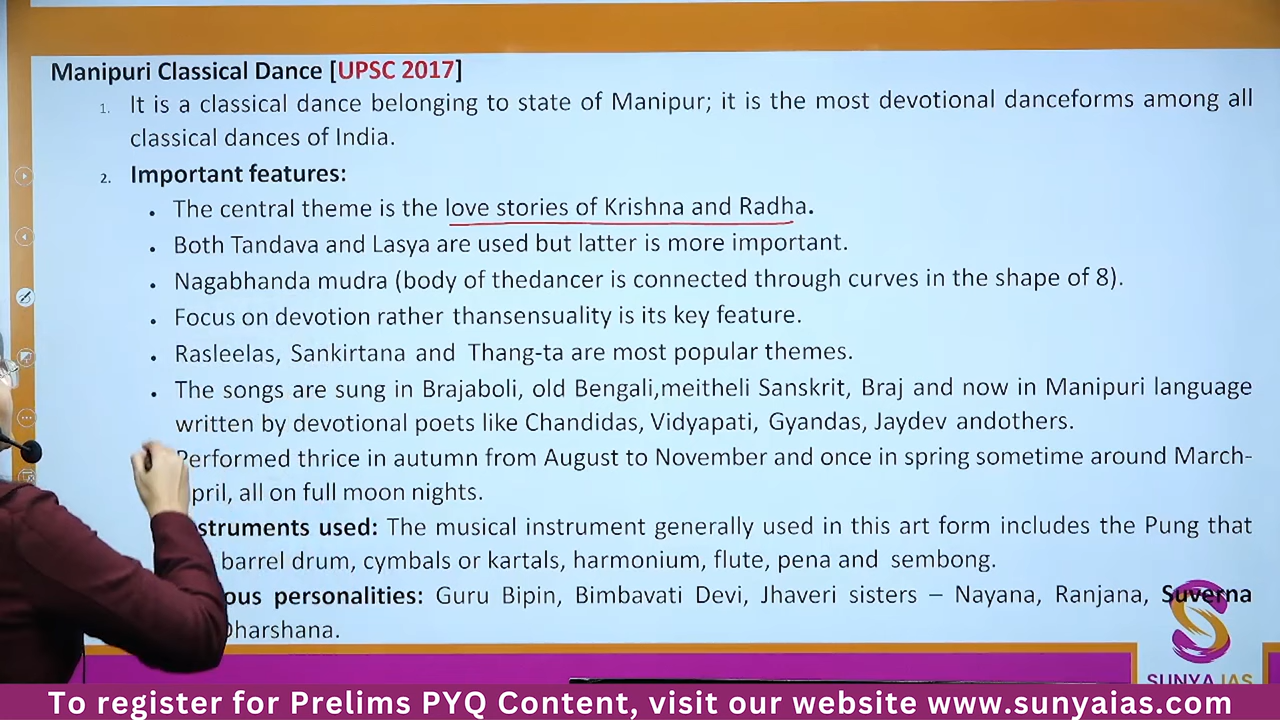 Manipuri Classical Dance [UPSC 2017]
1. It is a classical dance belonging to state of Manipur; it is the most devotional danceforms among all
classical dances of India.
2. Important features:
• The central theme is the love stories of Krishna and Radha.
• Both Tandava and Lasya are used but latter is more important.
• Nagabhanda mudra (body of thedancer is connected through curves in the shape of 8).
• Focus on devotion rather thansensuality is its key feature.
• Rasleelas, Sankirtana and Thang-ta are most popular themes.
• The songs are sung in Brajaboli, old Bengali,meitheli Sanskrit, Braj and now in Manipuri language
written by devotional poets like Chandidas, Vidyapati, Gyandas, Jaydev andothers.
Performed thrice in autumn from August to November and once in spring sometime around March-
pril, all on full moon nights.
struments used: The musical instrument generally used in this art form includes the Pung that
barrel drum, cymbals or kartals, harmonium, flute, pena and sembong.
ous personalities: Guru Bipin, Bimbavati Devi, Jhaveri sisters – Nayana, Ranjana, Suverna
Dharshana.
SUNYA IAS
To register for Prelims PYQ Content, visit our website www.sunyaias.com